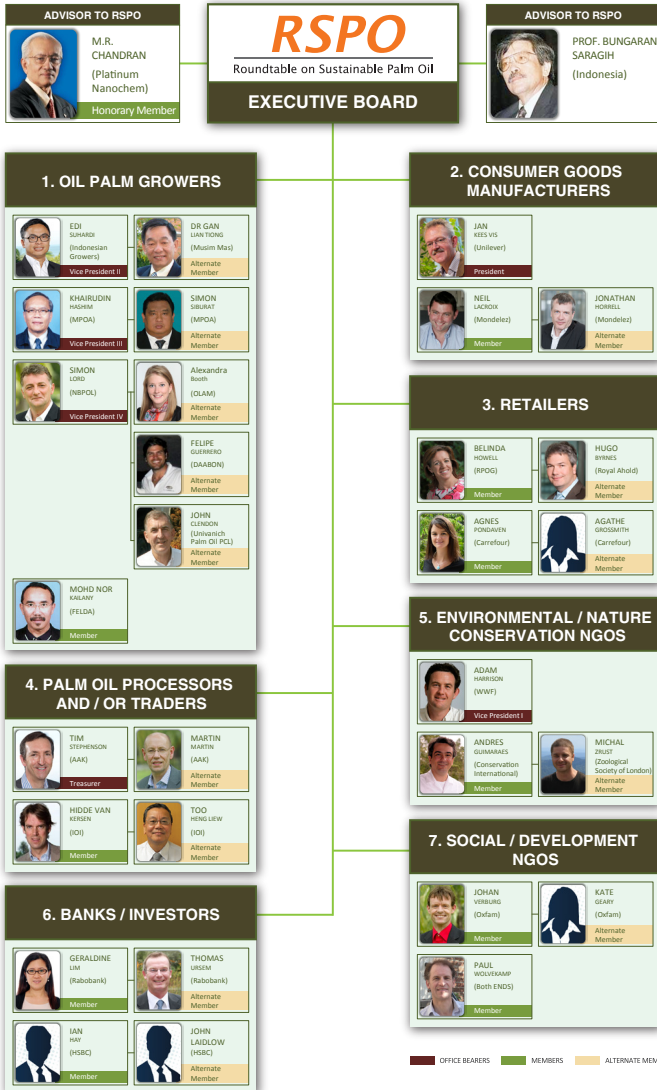 ADVISOR TO RSPO
M.R.
CHANDRAN
(Platinum
Nanochem)
Honorary Member
RSPO
Roundtable on Sustainable Palm Oil
EXECUTIVE BOARD
ADVISOR TO RSPO
PROF. BUNGARAN
SARAGIH
(Indonesia)
1. OIL PALM GROWERS
EDI
SUHARDI
(Indonesian
Growers)
Vice President II
DR GAN
LIAN TIONG
(Musim Mas)
Alternate
Member
KHAIRUDIN
HASHIM
(MPOA)
Vice President III
SIMON
SIBURAT
(MPOA)
Alternate
Member
SIMON
LORD
(NBPOL)
Vice President IV
Alexandra
Booth
(OLAM)
Alternate
Member
FELIPE
GUERRERO
(DAABON)
Alternate
Member
JOHN
CLENDON
(Univanich
Palm Oil PCL)
Alternate
Member
MOHD NOR
KAILANY
(FELDA)
Member
2. CONSUMER GOODS
MANUFACTURERS
JAN
KEES VIS
(Unilever)
President
NEIL
LACROIX
(Mondelez)
Member
JONATHAN
HORRELL
(Mondelez)
Alternate
Member
3. RETAILERS
BELINDA
HOWELL
(RPOG)
Member
HUGO
BYRNES
(Royal Ahold)
Alternate
Member
AGNES
PONDAVEN
(Carrefour)
Member
AGATHE
GROSSMITH
(Carrefour)
Alternate
Member
4. PALM OIL PROCESSORS
AND / OR TRADERS
TIM
STEPHENSON
(AAK)
Treasurer
MARTIN
MARTIN
(AAK)
Alternate
Member
HIDDE VAN
KERSEN
(IOI)
Member
TOO
HENG LIEW
(IOI)
Alternate
Member
5. ENVIRONMENTAL / NATURE
CONSERVATION NGOS
ADAM
HARRISON
(WWF)
Vice President I
ANDRES
GUIMARAES
(Conservation
International)
Member
MICHAL
ZRUST
(Zoological
Society of London)
Alternate
Member
6. BANKS / INVESTORS
GERALDINE
LIM
(Rabobank)
Member
THOMAS
URSEM
(Rabobank)
Alternate
Member
IAN
HAY
(HSBC)
Member
JOHN
LAIDLOW
(HSBC)
Alternate
Member
7. SOCIAL / DEVELOPMENT
NGOS
JOHAN
VERBURG
(Oxfam)
Member
KATE
GEARY
(Oxfam)
Alternate
Member
PAUL
WOLVEKAMP
(Both ENDS)
Member
OFFICE BEARERS MEMBERS ALTERNATE MEM